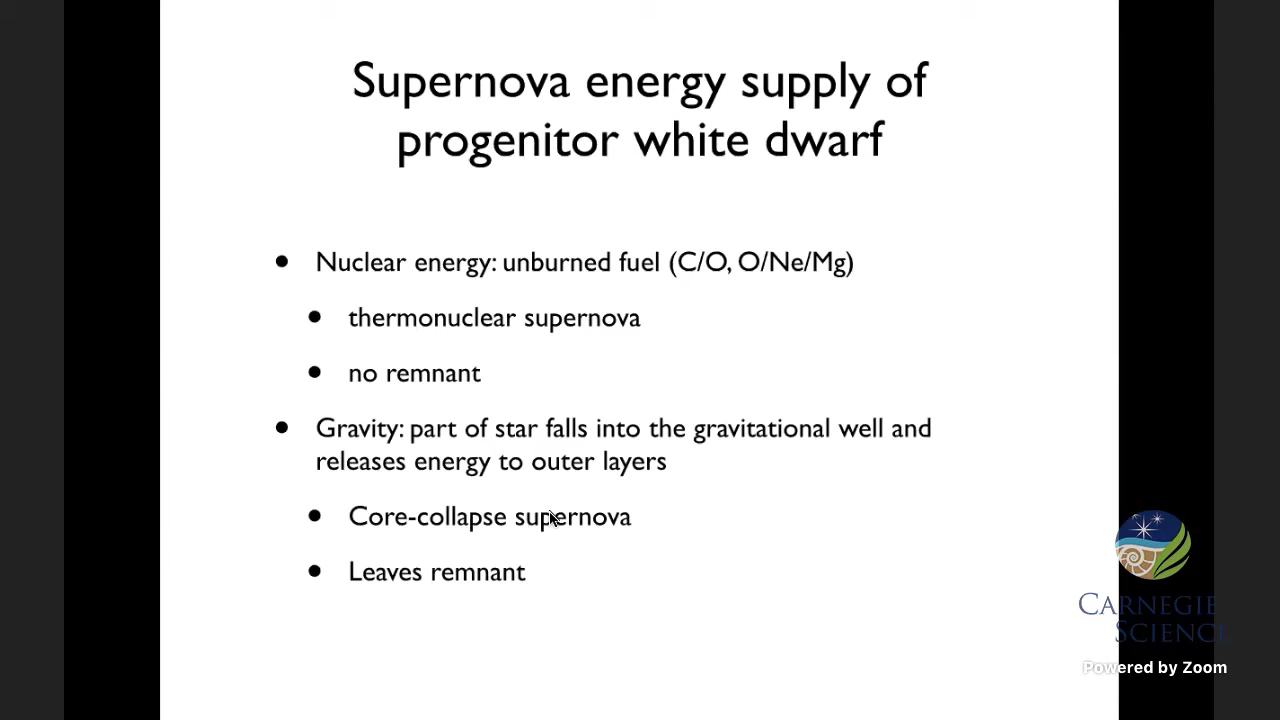 Supernova energy supply of
progenitor white dwarf
• Nuclear energy: unburned fuel (C/O, O/Ne/Mg)
• thermonuclear supernova
• no remnant
• Gravity: part of star falls into the gravitational well and
releases energy to outer layers
• Core-collapse supernova
• Leaves remnant
CARNEGIE
SCIENCE
Powered by Zoom